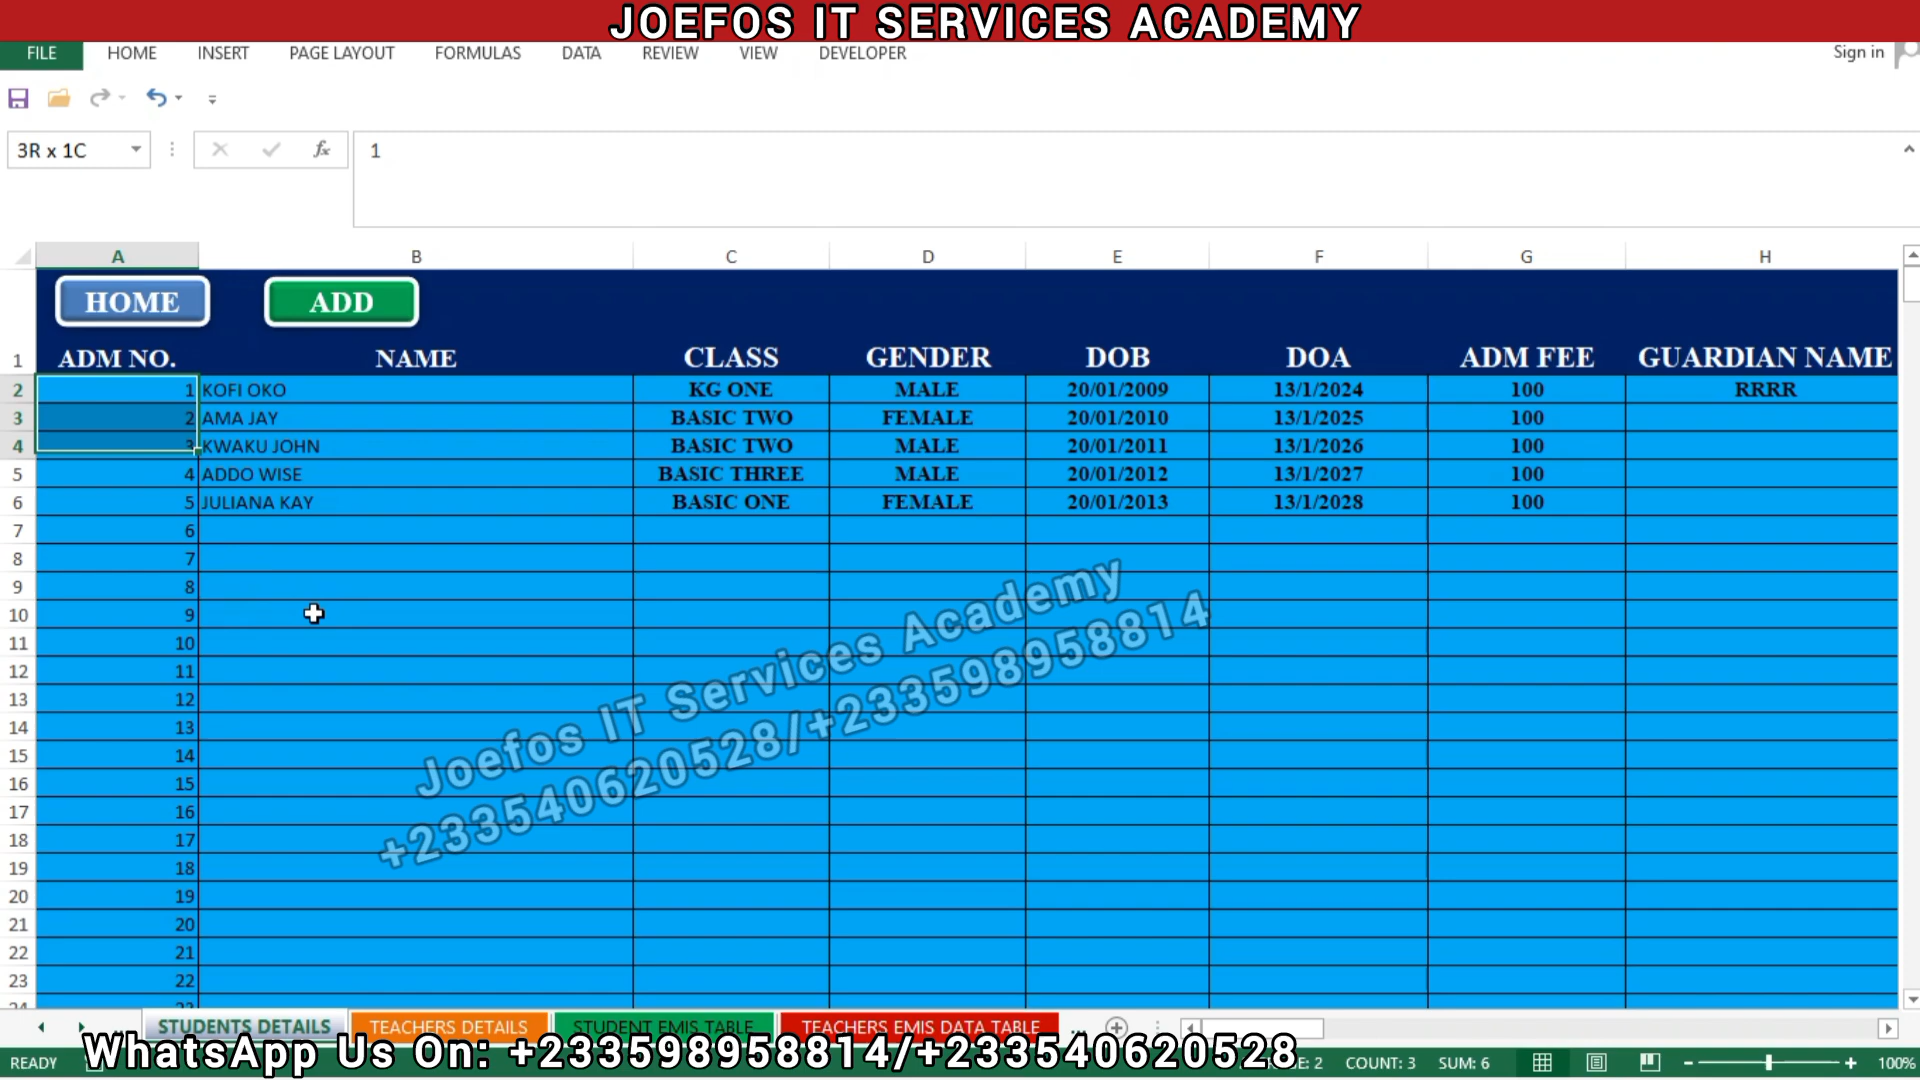 JOEFOS IT SERVICES ACADEMY
FILE HOME INSERT PAGE LAYOUT FORMULAS DATA REVIEW VIEW DEVELOPER Sign in
3R x 1C fx 1
A B C D E F G H
HOME ADD
1 ADM NO. NAME CLASS GENDER DOB DOA ADM FEE GUARDIAN NAME
2 1 KOFI OKO KG ONE MALE 20/01/2009 13/1/2024 100 RRRR
3 2 AMA JAY BASIC TWO FEMALE 20/01/2010 13/1/2025 100
4 3 KWAKU JOHN BASIC TWO MALE 20/01/2011 13/1/2026 100
5 4 ADDO WISE BASIC THREE MALE 20/01/2012 13/1/2027 100
6 5 JULIANA KAY BASIC ONE FEMALE 20/01/2013 13/1/2028 100
7 6
8 7
9 8
10 9
11 10
12 11
13 12
14 13
15 14
16 15
17 16
18 17
19 18
20 19
21 20
22 21
23 22
Joefos IT Services Academy
+233540620528/+233598958814
STUDENTS DETAILS TEACHERS DETAILS STUDENT EMIS TABLE TEACHERS EMIS DATA TABLE ...
WhatsApp Us On: +233598958814/+233540620528
READY 2 COUNT: 3 SUM: 6 100%